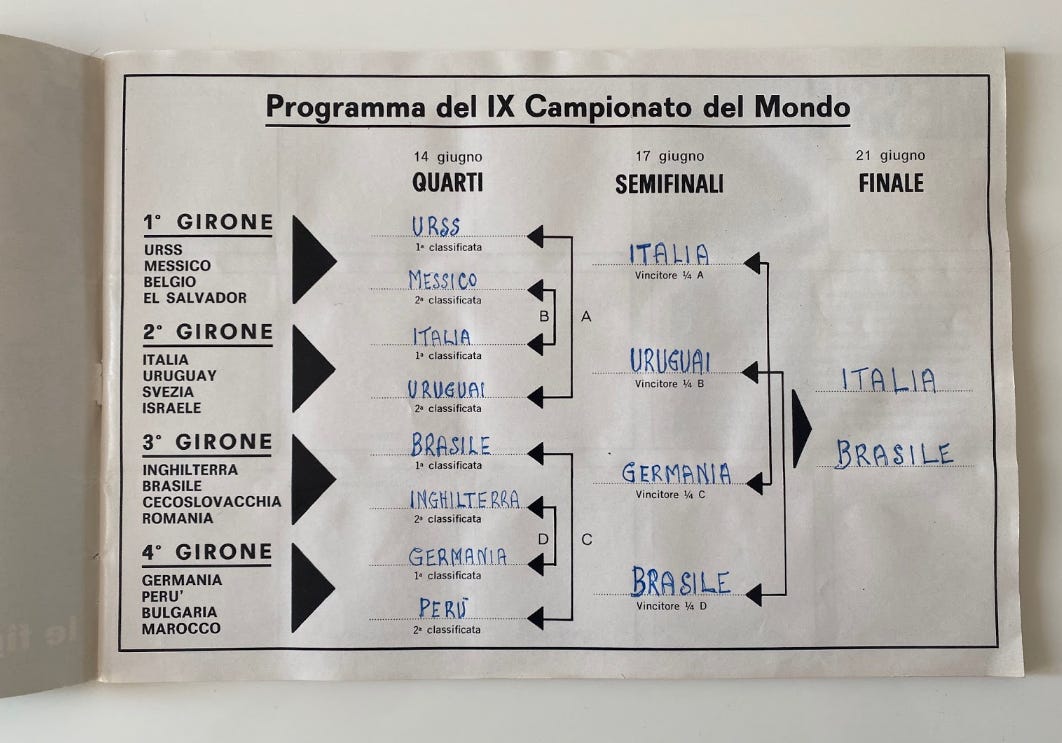 Programma del IX Campionato del Mondo
14 giugno
QUARTI
17 giugno
SEMIFINALI
21 giugno
FINALE
1° GIRONE
URSS
MESSICO
BELGIO
EL SALVADOR
2° GIRONE
ITALIA
URUGUAY
SVEZIA
ISRAELE
3° GIRONE
INGHILTERRA
BRASILE
CECOSLOVACCHIA
ROMANIA
4° GIRONE
GERMANIA
PERU'
BULGARIA
MAROCCO
URSS
1ª classificata
MESSICO
2ª classificata
ITALIA
1ª classificata
URUGUAI
2ª classificata
BRASILE
1ª classificata
INGHILTERRA
2ª classificata
GERMANIA
1ª classificata
PERÙ
2ª classificata
B
A
D
C
ITALIA
Vincitore ¼ A
URUGUAI
Vincitore ¼ B
GERMANIA
Vincitore ¼ C
BRASILE
Vincitore ¼ D
ITALIA
BRASILE